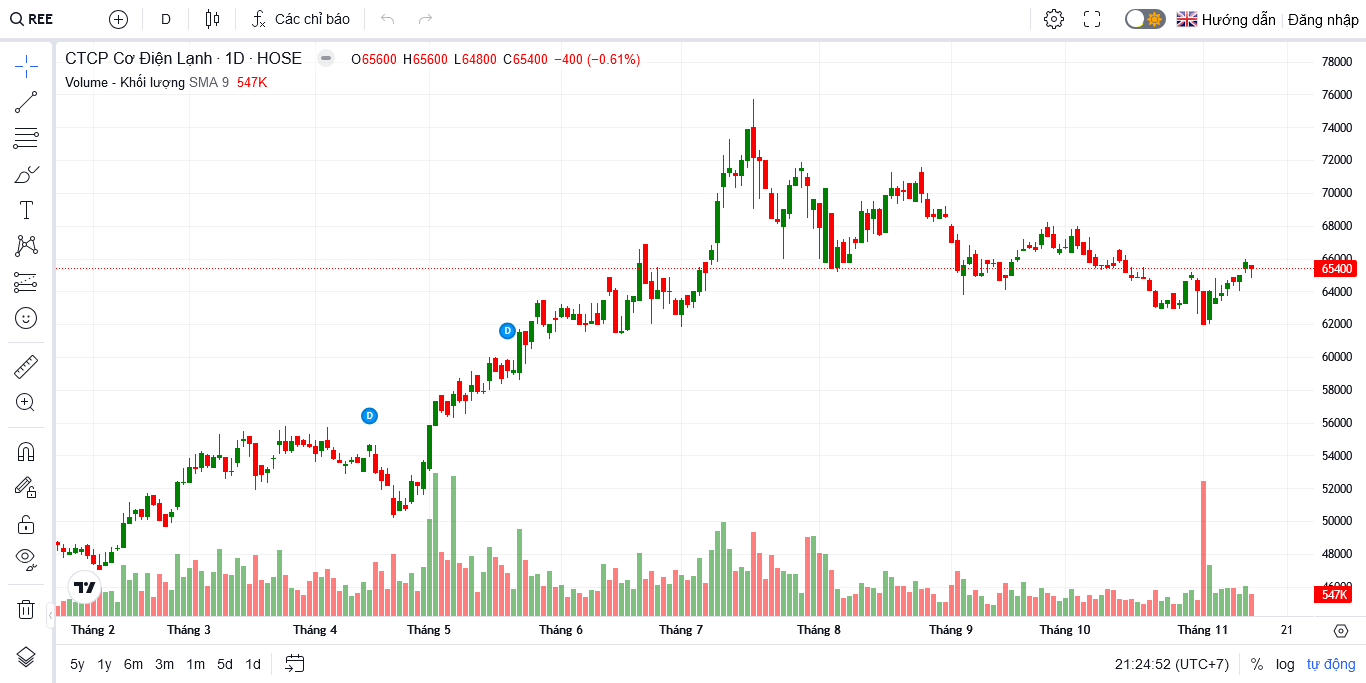 REE D Các chỉ báo Hướng dẫn Đăng nhập
CTCP Cơ Điện Lạnh · 1D · HOSE O65600 H65600 L64800 C65400 −400 (−0.61%)
Volume - Khối lượng SMA 9 547K
78000
76000
74000
72000
70000
68000
66000
65400
64000
62000
60000
58000
56000
54000
52000
50000
48000
46000
547K
D
D
Tháng 2 Tháng 3 Tháng 4 Tháng 5 Tháng 6 Tháng 7 Tháng 8 Tháng 9 Tháng 10 Tháng 11 21
5y 1y 6m 3m 1m 5d 1d 21:24:52 (UTC+7) % log tự động